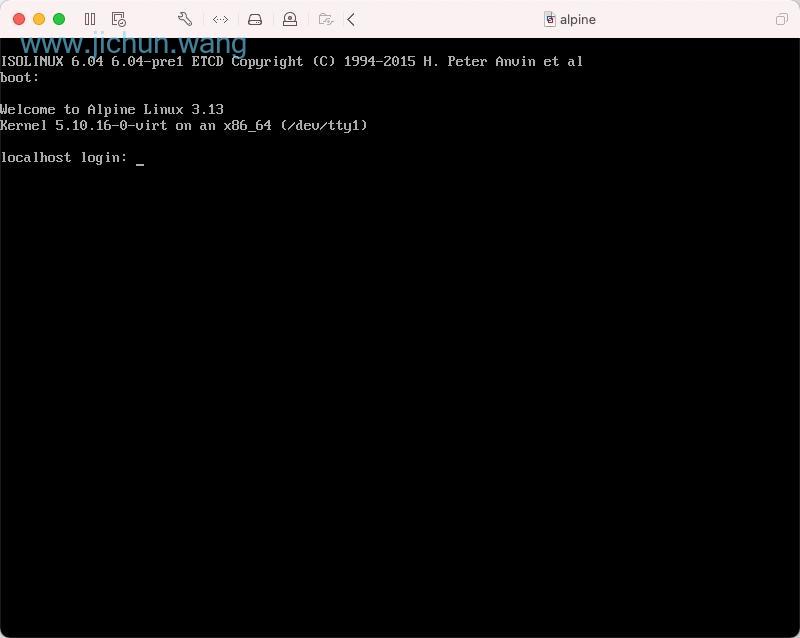 alpine
www.jichun.wang
ISOLINUX 6.04 6.04-pre1 ETCD Copyright (C) 1994-2015 H. Peter Anvin et al
boot:
Welcome to Alpine Linux 3.13
Kernel 5.10.16-0-virt on an x86_64 (/dev/tty1)
localhost login: _